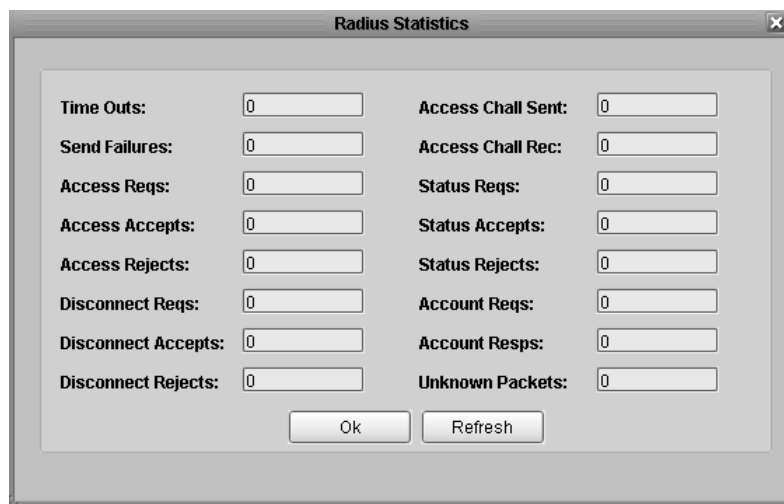 Radius Statistics
Time Outs: 0 Access Chall Sent: 0
Send Failures: 0 Access Chall Rec: 0
Access Reqs: 0 Status Reqs: 0
Access Accepts: 0 Status Accepts: 0
Access Rejects: 0 Status Rejects: 0
Disconnect Reqs: 0 Account Reqs: 0
Disconnect Accepts: 0 Account Resps: 0
Disconnect Rejects: 0 Unknown Packets: 0
Ok Refresh